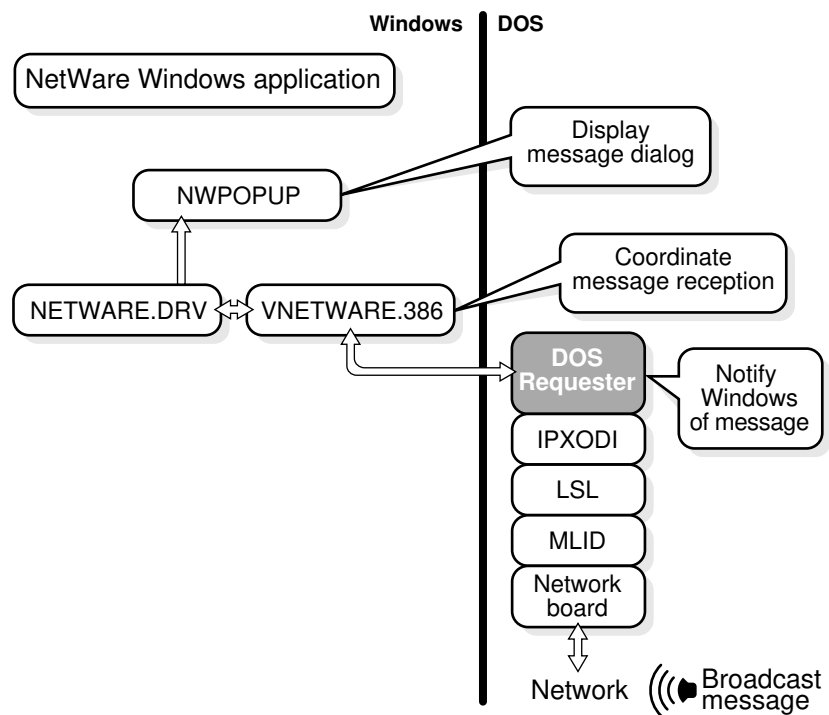 Windows
DOS
NetWare Windows application
Display
message dialog
NWPOPUP
Coordinate
message reception
NETWARE.DRV
VNETWARE.386
DOS
Requester
Notify
Windows
of message
IPXODI
LSL
MLID
Network
board
Network
Broadcast
message